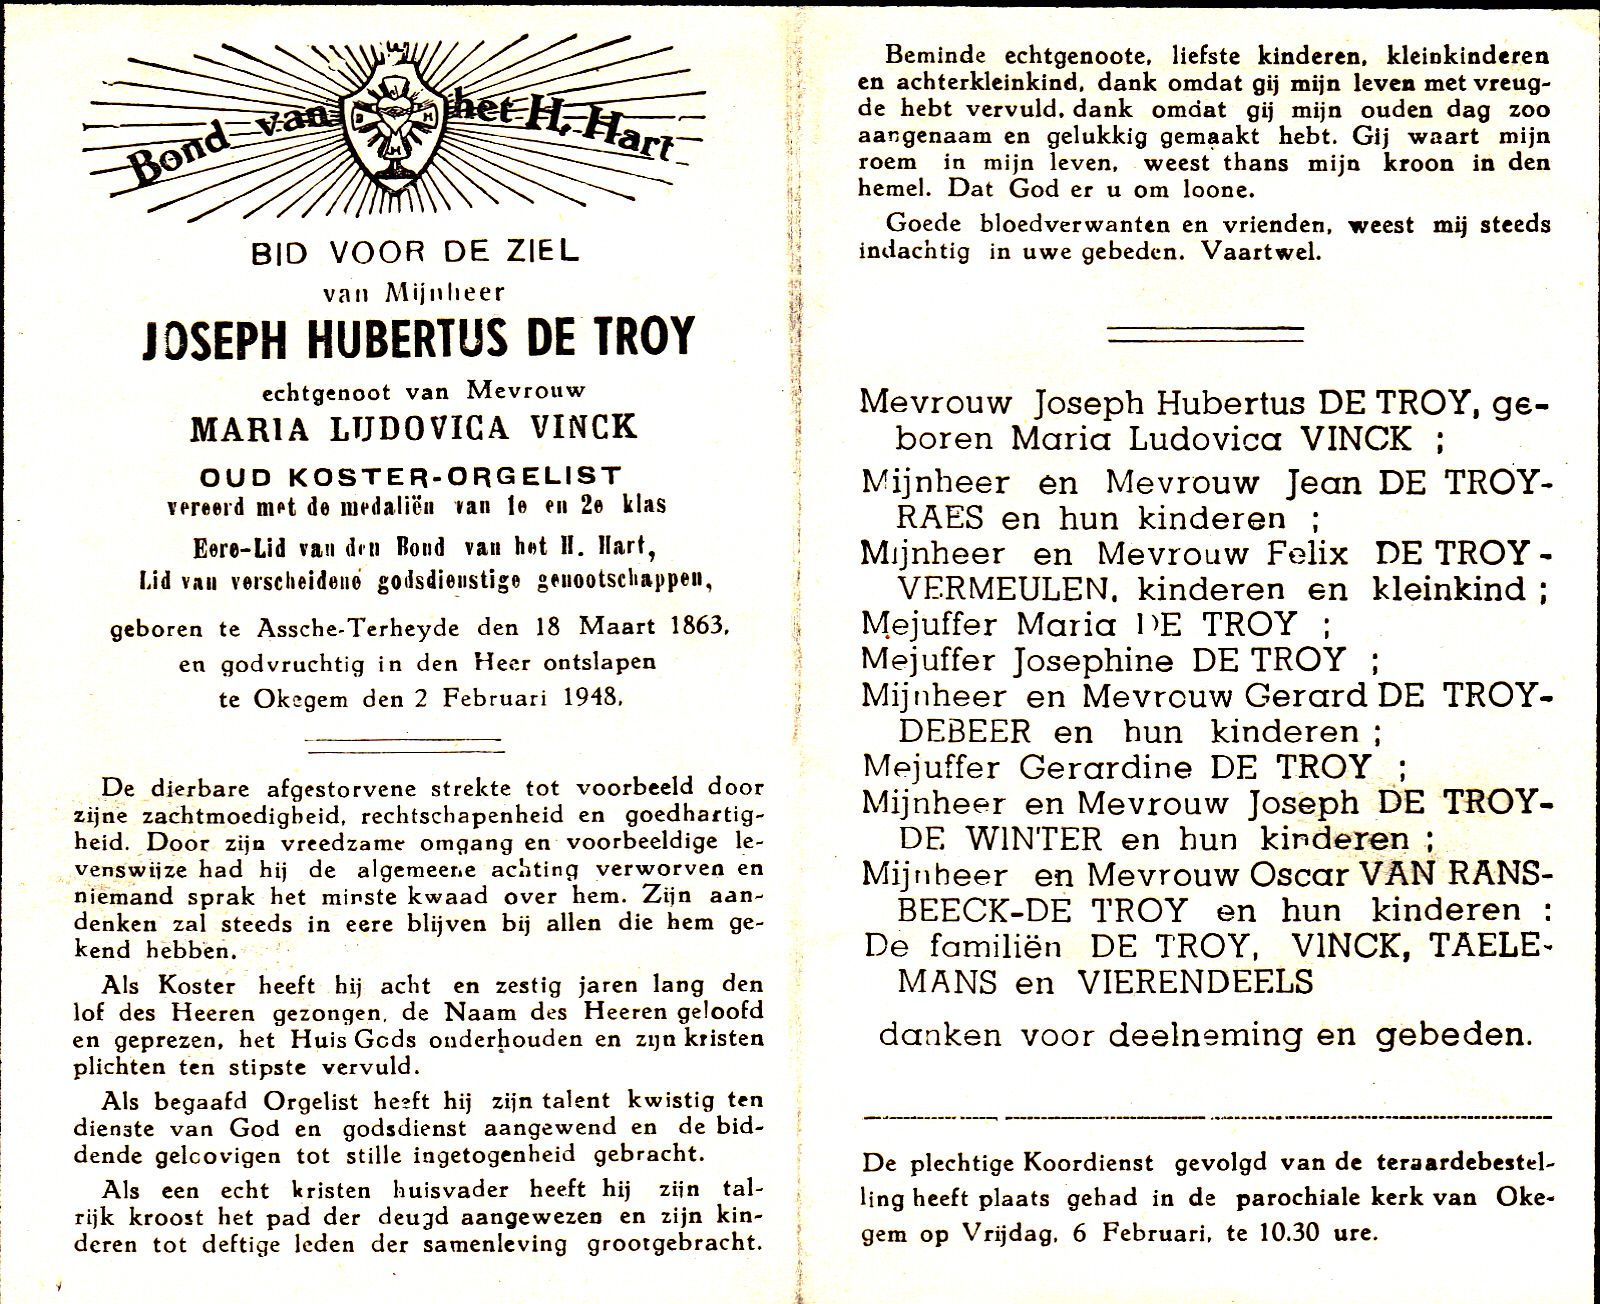 Bond van het H. Hart
BID VOOR DE ZIEL
van Mijnheer
JOSEPH HUBERTUS DE TROY
echtgenoot van Mevrouw
MARIA LUDOVICA VINCK
OUD KOSTER-ORGELIST
vereerd met de medaliën van 1e en 2e klas
Eere-Lid van den Bond van het H. Hart,
Lid van verscheidene godsdienstige genootschappen,
geboren te Assche-Terheyde den 18 Maart 1863,
en godvruchtig in den Heer ontslapen
te Okegem den 2 Februari 1948.
De dierbare afgestorvene strekte tot voorbeeld door
zijne zachtmoedigheid, rechtschapenheid en goedhartig-
heid. Door zijn vreedzame omgang en voorbeeldige le-
venswijze had hij de algemeene achting verworven en
niemand sprak het minste kwaad over hem. Zijn aan-
denken zal steeds in eere blijven bij allen die hem ge-
kend hebben.
Als Koster heeft hij acht en zestig jaren lang den
lof des Heeren gezongen, de Naam des Heeren geloofd
en geprezen, het Huis Gods onderhouden en zijn kristen
plichten ten stipste vervuld.
Als begaafd Orgelist heeft hij zijn talent kwistig ten
dienste van God en godsdienst aangewend en de bid-
dende geloovigen tot stille ingetogenheid gebracht.
Als een echt kristen huisvader heeft hij zijn tal-
rijk kroost het pad der deugd aangewezen en zijn kin-
deren tot deftige leden der samenleving grootgebracht.
Beminde echtgenoote, liefste kinderen, kleinkinderen
en achterkleinkind, dank omdat gij mijn leven met vreug-
de hebt vervuld, dank omdat gij mijn ouden dag zoo
aangenaam en gelukkig gemaakt hebt. Gij waart mijn
roem in mijn leven, weest thans mijn kroon in den
hemel. Dat God er u om loone.
Goede bloedverwanten en vrienden, weest mij steeds
indachtig in uwe gebeden. Vaartwel.
Mevrouw Joseph Hubertus DE TROY, ge-
boren Maria Ludovica VINCK ;
Mijnheer en Mevrouw Jean DE TROY-
RAES en hun kinderen ;
Mijnheer en Mevrouw Felix DE TROY-
VERMEULEN, kinderen en kleinkind ;
Mejuffer Maria DE TROY ;
Mejuffer Josephine DE TROY ;
Mijnheer en Mevrouw Gerard DE TROY-
DEBEER en hun kinderen ;
Mejuffer Gerardine DE TROY ;
Mijnheer en Mevrouw Joseph DE TROY-
DE WINTER en hun kinderen ;
Mijnheer en Mevrouw Oscar VAN RANS-
BEECK-DE TROY en hun kinderen :
De familiën DE TROY, VINCK, TAELE-
MANS en VIERENDEELS
danken voor deelneming en gebeden.
De plechtige Koordienst gevolgd van de teraardebestel-
ling heeft plaats gehad in de parochiale kerk van Oke-
gem op Vrijdag, 6 Februari, te 10.30 ure.